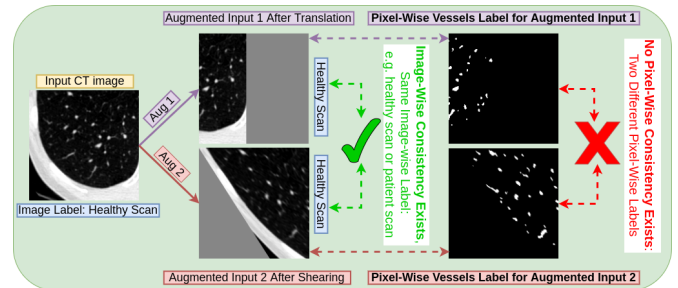 Augmented Input 1 After Translation
Pixel-Wise Vessels Label for Augmented Input 1
Input CT image
Aug 1
Aug 2
Image Label: Healthy Scan
Healthy Scan
Healthy Scan
Image-Wise Consistency Exists,
Same Image-wise Label:
e.g. healthy scan or patient scan
No Pixel-Wise Consistency Exists:
Two Different Pixel-Wise Labels
Augmented Input 2 After Shearing
Pixel-Wise Vessels Label for Augmented Input 2